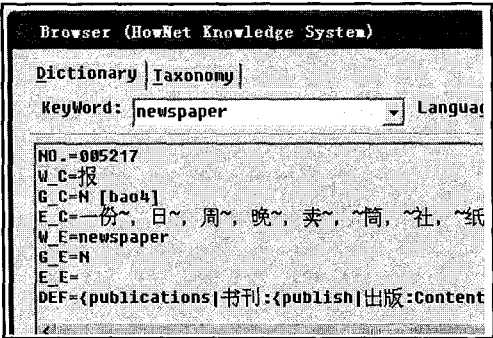 Browser (HowNet Knowledge System)
Dictionary Taxonomy
KeyWord: newspaper Languag
NO.=005217
W_C=报
G_C=N [bao4]
E_C=一份~, 日~, 周~, 晚~, 卖~, ~筒, ~社, ~纸
W_E=newspaper
G_E=N
E_E=
DEF={publications|书刊:{publish|出版:Content